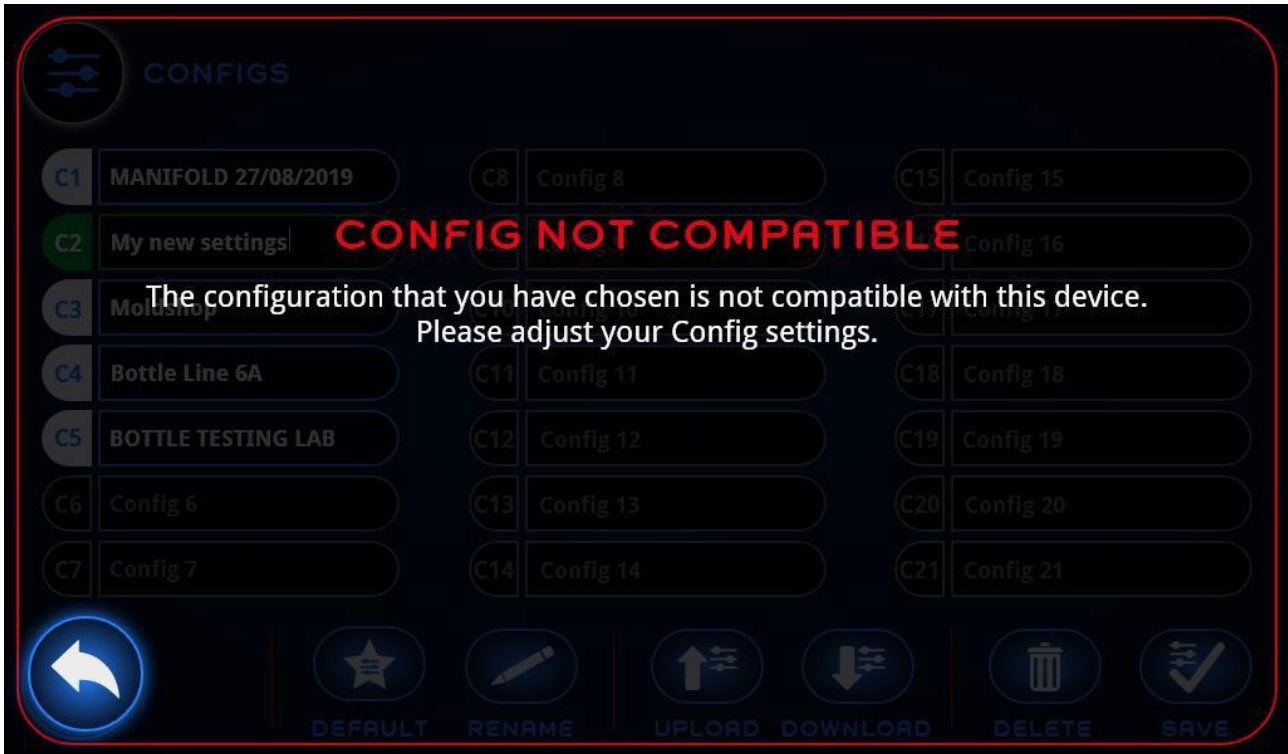 CONFIGS
C1 MANIFOLD 27/08/2019
C2 My new settings
C3 Moldshop
C4 Bottle Line 6A
C5 BOTTLE TESTING LAB
C6 Config 6
C7 Config 7
C8 Config 8
C11 Config 11
C12 Config 12
C13 Config 13
C14 Config 14
C15 Config 15
Config 16
C18 Config 18
C19 Config 19
C20 Config 20
C21 Config 21
CONFIG NOT COMPATIBLE
The configuration that you have chosen is not compatible with this device.
Please adjust your Config settings.
DEFAULT
RENAME
UPLOAD
DOWNLOAD
DELETE
SAVE